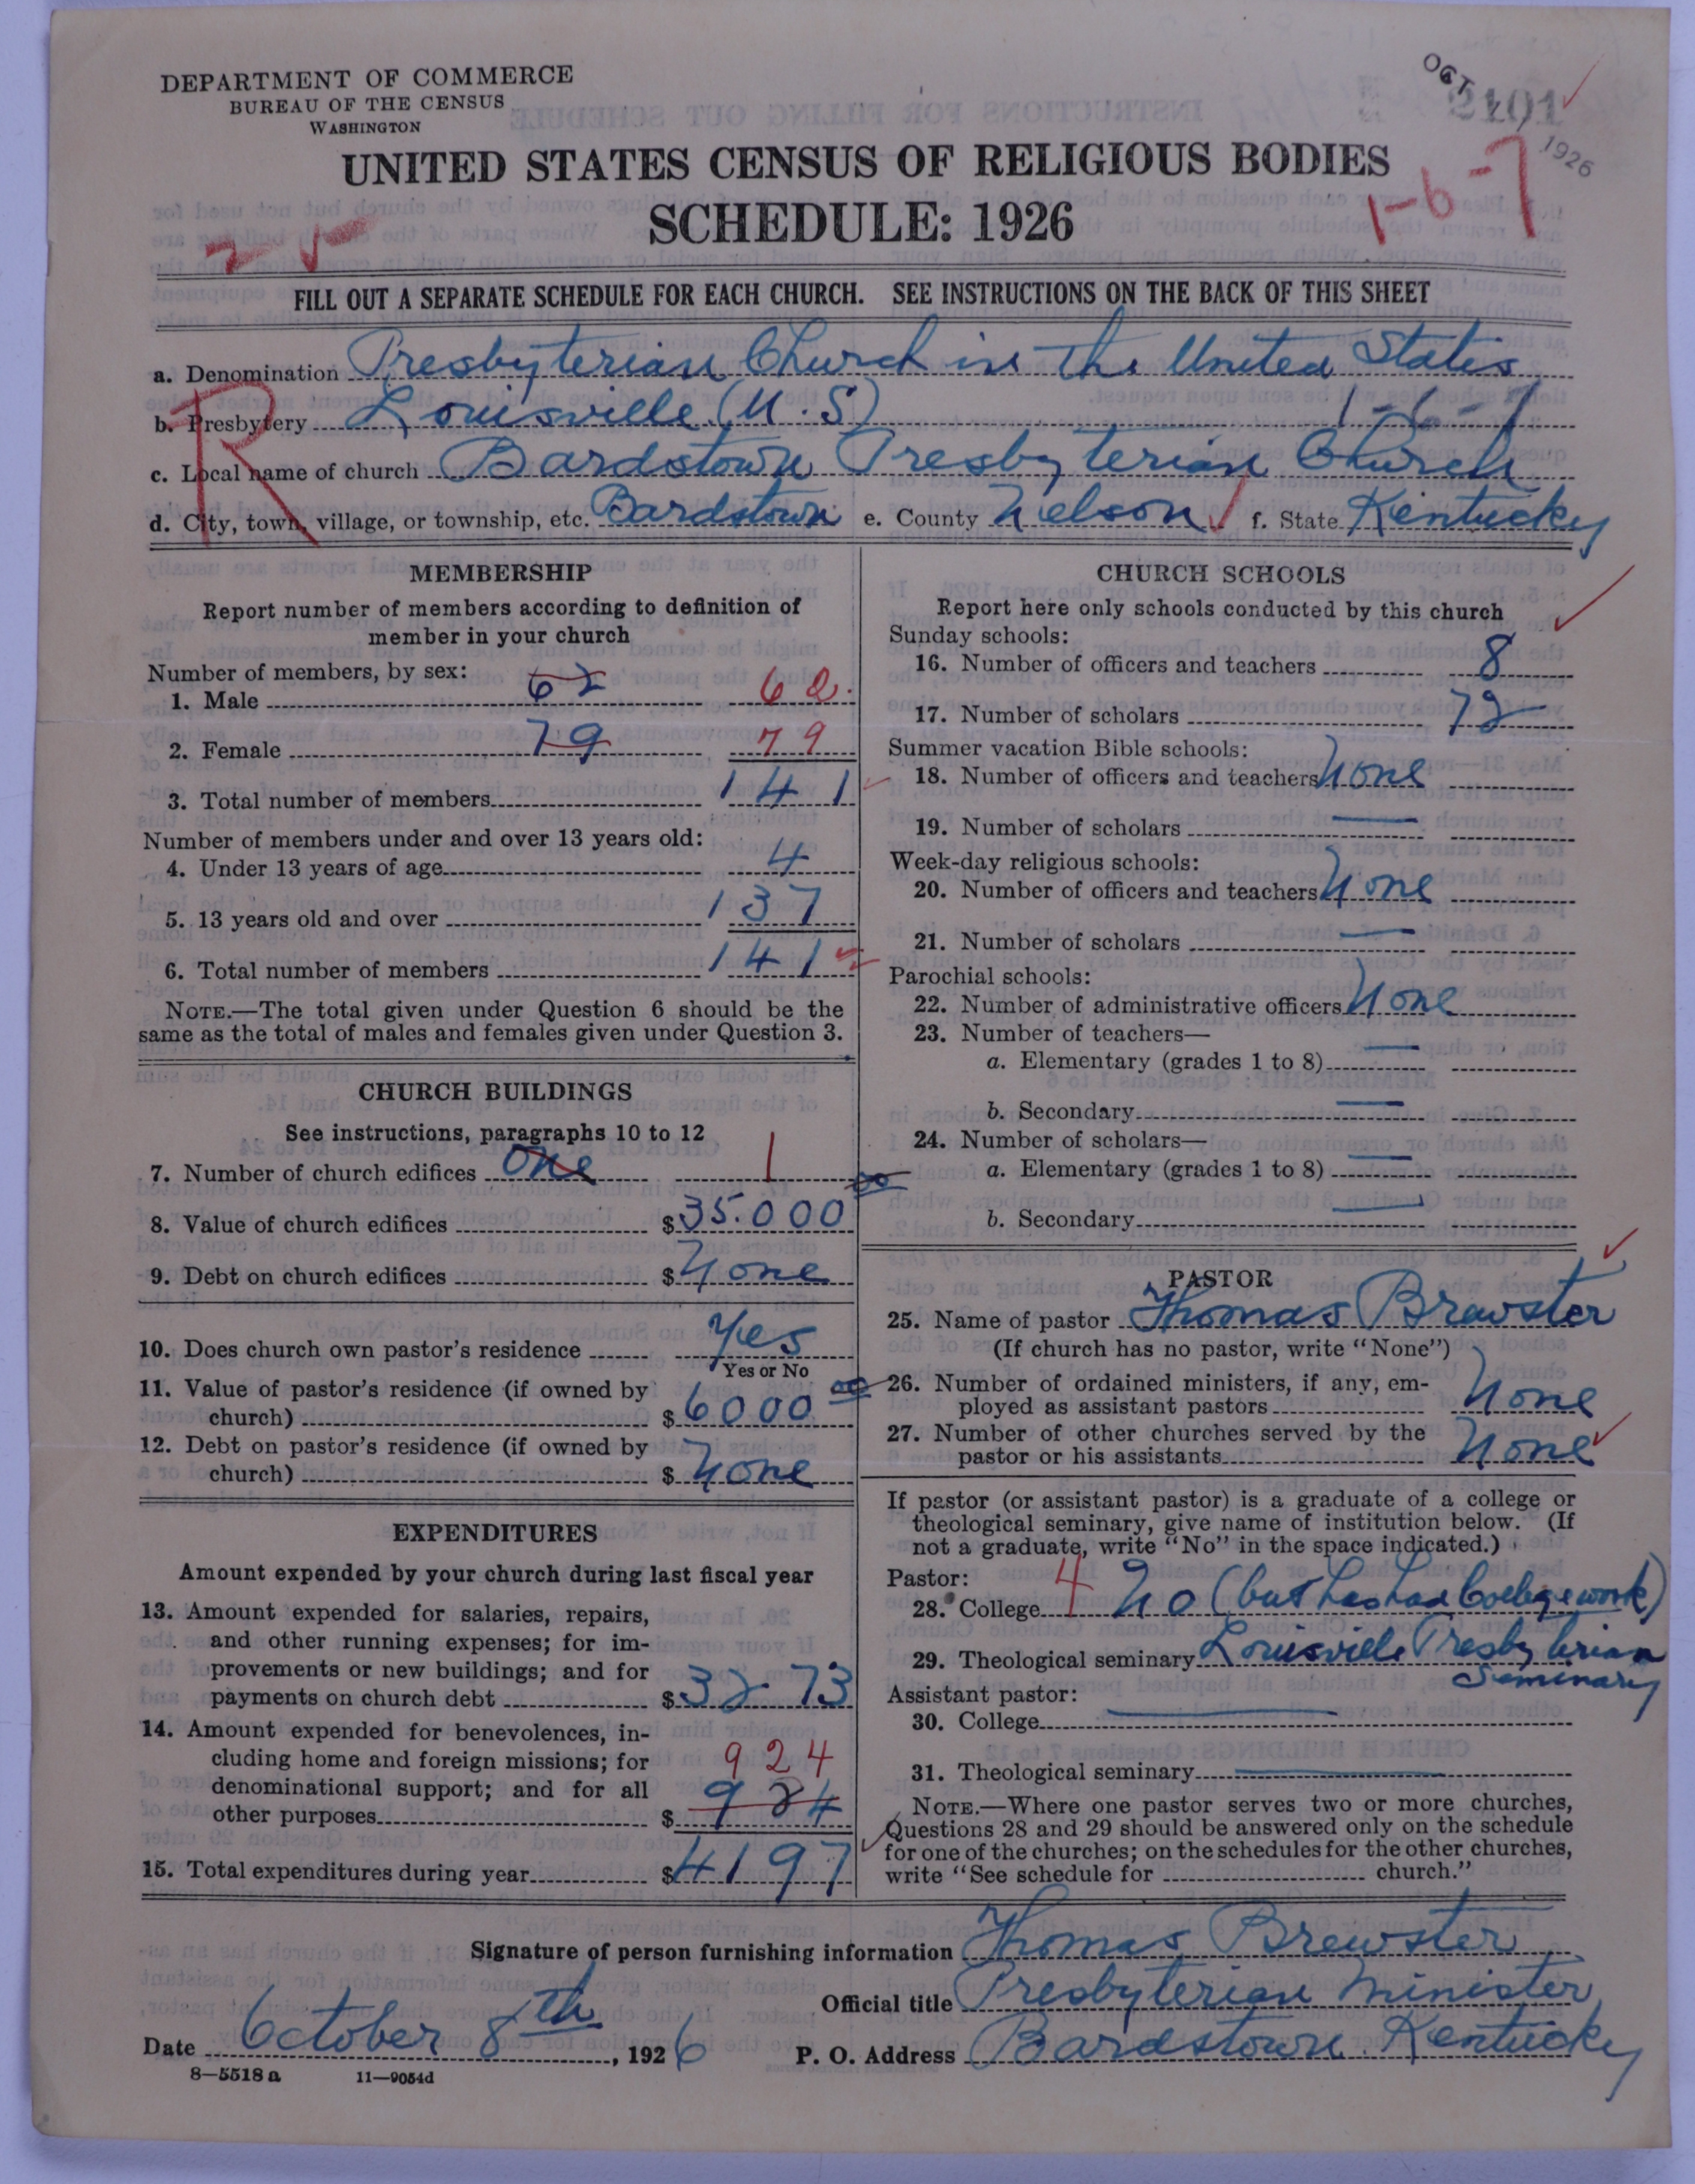 DEPARTMENT OF COMMERCE
BUREAU OF THE CENSUS
WASHINGTON
OCT 1926
2101
UNITED STATES CENSUS OF RELIGIOUS BODIES
SCHEDULE: 1926
1-6-7
2
FILL OUT A SEPARATE SCHEDULE FOR EACH CHURCH. SEE INSTRUCTIONS ON THE BACK OF THIS SHEET
a. Denomination Presbyterian Church in the United States
b. Presbytery Louisville (U.S) 1-6-7
R
c. Local name of church Bardstown Presbyterian Church
d. City, town, village, or township, etc. Bardstown e. County Nelson f. State Kentucky
MEMBERSHIP
Report number of members according to definition of
member in your church
Number of members, by sex:
1. Male 62 62
2. Female 79 79
3. Total number of members 141
Number of members under and over 13 years old:
4. Under 13 years of age 4
5. 13 years old and over 137
6. Total number of members 141
NOTE.—The total given under Question 6 should be the
same as the total of males and females given under Question 3.
CHURCH BUILDINGS
See instructions, paragraphs 10 to 12
7. Number of church edifices One 1
8. Value of church edifices $35.000 00
9. Debt on church edifices $None
10. Does church own pastor's residence Yes
Yes or No
11. Value of pastor's residence (if owned by
church) $6000 00
12. Debt on pastor's residence (if owned by
church) $None
EXPENDITURES
Amount expended by your church during last fiscal year
13. Amount expended for salaries, repairs,
and other running expenses; for im-
provements or new buildings; and for
payments on church debt $32 73
14. Amount expended for benevolences, in-
cluding home and foreign missions; for
denominational support; and for all
other purposes $ 924 924
15. Total expenditures during year $4197
CHURCH SCHOOLS
Report here only schools conducted by this church
Sunday schools:
16. Number of officers and teachers 8
17. Number of scholars 72
Summer vacation Bible schools:
18. Number of officers and teachers None
19. Number of scholars
Week-day religious schools:
20. Number of officers and teachers None
21. Number of scholars
Parochial schools:
22. Number of administrative officers None
23. Number of teachers—
a. Elementary (grades 1 to 8)
b. Secondary
24. Number of scholars—
a. Elementary (grades 1 to 8)
b. Secondary
PASTOR
25. Name of pastor Thomas Brewster
(If church has no pastor, write "None")
26. Number of ordained ministers, if any, em-
ployed as assistant pastors None
27. Number of other churches served by the
pastor or his assistants None
If pastor (or assistant pastor) is a graduate of a college or
theological seminary, give name of institution below. (If
not a graduate, write "No" in the space indicated.)
Pastor:
28. College 4 No (but has had College work)
29. Theological seminary Louisville Presbyterian
Seminary
Assistant pastor:
30. College
31. Theological seminary
NOTE.—Where one pastor serves two or more churches,
Questions 28 and 29 should be answered only on the schedule
for one of the churches; on the schedules for the other churches,
write "See schedule for church."
Signature of person furnishing information Thomas Brewster
Official title Presbyterian Minister
Date October 8th, 1926 P. O. Address Bardstown Kentucky
8—5518 a 11—9054d